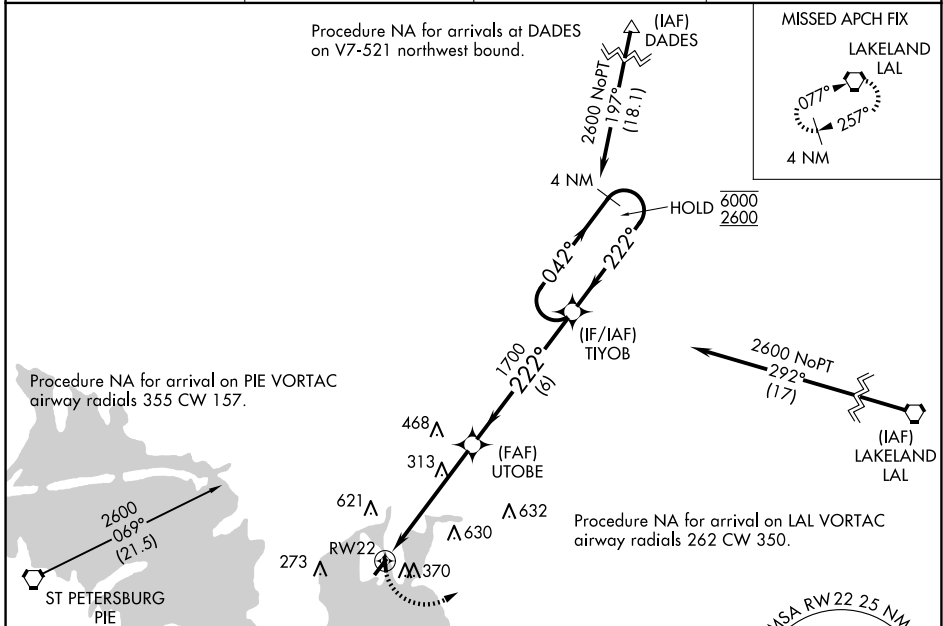 Procedure NA for arrivals at DADES
on V7-521 northwest bound.
(IAF)
DADES
2600 NoPT
197°
(18.1)
MISSED APCH FIX
LAKELAND
LAL
077°
257°
4 NM
4 NM
HOLD
6000
2600
042°
222°
(IF/IAF)
TIYOB
1700
222°
(6)
2600 NoPT
292°
(17)
(IAF)
LAKELAND
LAL
Procedure NA for arrival on PIE VORTAC
airway radials 355 CW 157.
468
(FAF)
UTOBE
313
621
632
630
Procedure NA for arrival on LAL VORTAC
airway radials 262 CW 350.
2600
069°
(21.5)
RW22
273
370
ST PETERSBURG
PIE
MSA RW22 25 NM